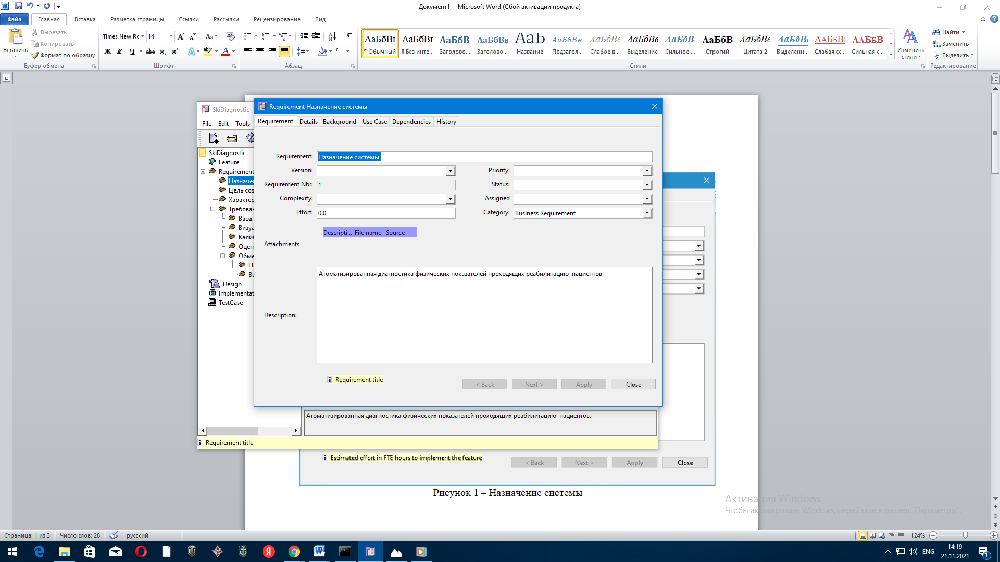 Документ1 - Microsoft Word (Сбой активации продукта)
Файл Главная Вставка Разметка страницы Ссылки Рассылки Рецензирование Вид
Вставить
Вырезать
Копировать
Формат по образцу
Буфер обмена
Times New Rc 14
Шрифт
Абзац
АаБбВı АаБбВı АаБбВ: АаБбВв АаЬ АаБбВв. АаБбВв АаБбВв АаБбВв. АаБбВ АаБбВв АаБбВв. ААББВı ААББВ
¶ Обычный ¶ Без инте... Заголово... Заголово... Название Подзагол... Слабое в... Выделение Сильное ... Строгий Цитата 2 Выделенн... Слабая сс... Сильная с...
Стили
Изменить стили
Найти
Заменить
Выделить
Редактирование
SkiDiagnostic -
File Edit Tools
SkiDiagnostic
Feature
Requirement
Назначе
Цель соз
Характер
Требован
Ввод
Визуа
Кали
Оцен
Обме
П
Вы
Design
Implementat
TestCase
Requirement Назначение системы
Requirement Details Background Use Case Dependencies History
Requirement: Назначение системы
Version: Priority:
Requirement Nbr: 1 Status:
Complexity: Assigned
Effort: 0.0 Category: Business Requirement
Descripti... File name Source
Attachments
Атоматизированная диагностика физических показателей проходящих реабилитацию пациентов.
Description:
Requirement title
< Back Next > Apply Close
Атоматизированная диагностика физических показателей проходящих реабилитацию пациентов.
Requirement title
Estimated effort in FTE hours to implement the feature
< Back Next > Apply Close
Рисунок 1 – Назначение системы
Активация Windows
Чтобы активировать Windows, перейдите в раздел "Параметры".
Страница: 1 из 3 Число слов: 28 русский 124%
ENG 14:19
21.11.2021